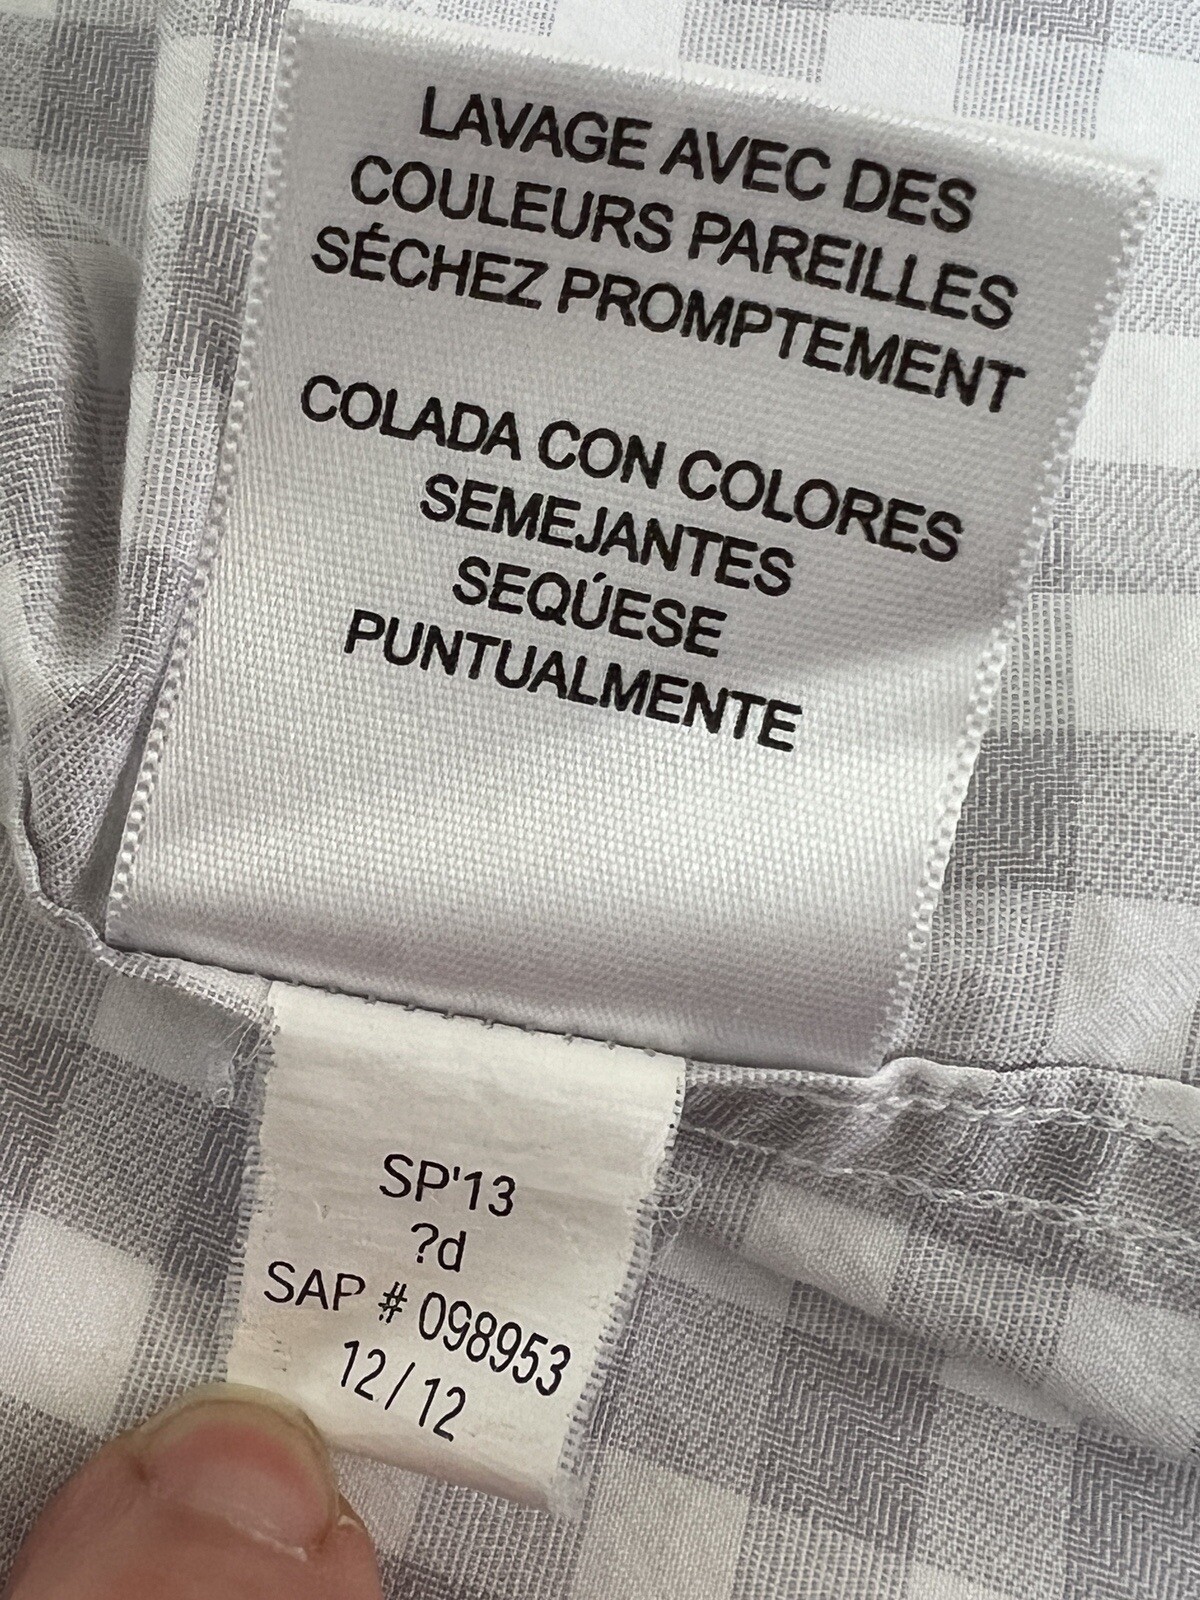 LAVAGE AVEC DES
COULEURS PAREILLES
SÉCHEZ PROMPTEMENT
COLADA CON COLORES
SEMEJANTES
SEQÚESE
PUNTUALMENTE
SP'13
?d
SAP # 098953
12/12